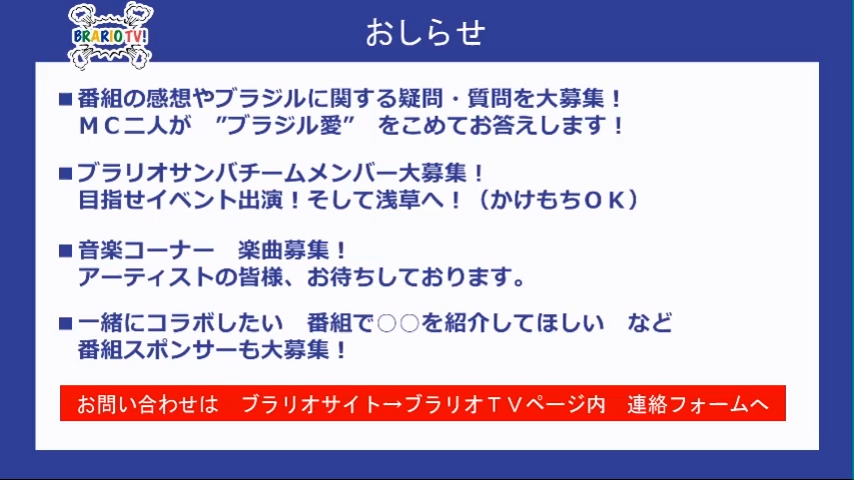 BRARIO TV!
おしらせ
■番組の感想やブラジルに関する疑問・質問を大募集！
ＭＣ二人が　”ブラジル愛”　をこめてお答えします！
■ブラリオサンバチームメンバー大募集！
目指せイベント出演！そして浅草へ！（かけもちＯＫ）
■音楽コーナー　楽曲募集！
アーティストの皆様、お待ちしております。
■一緒にコラボしたい　番組で○○を紹介してほしい　など
番組スポンサーも大募集！
お問い合わせは　ブラリオサイト→ブラリオＴＶページ内　連絡フォームへ